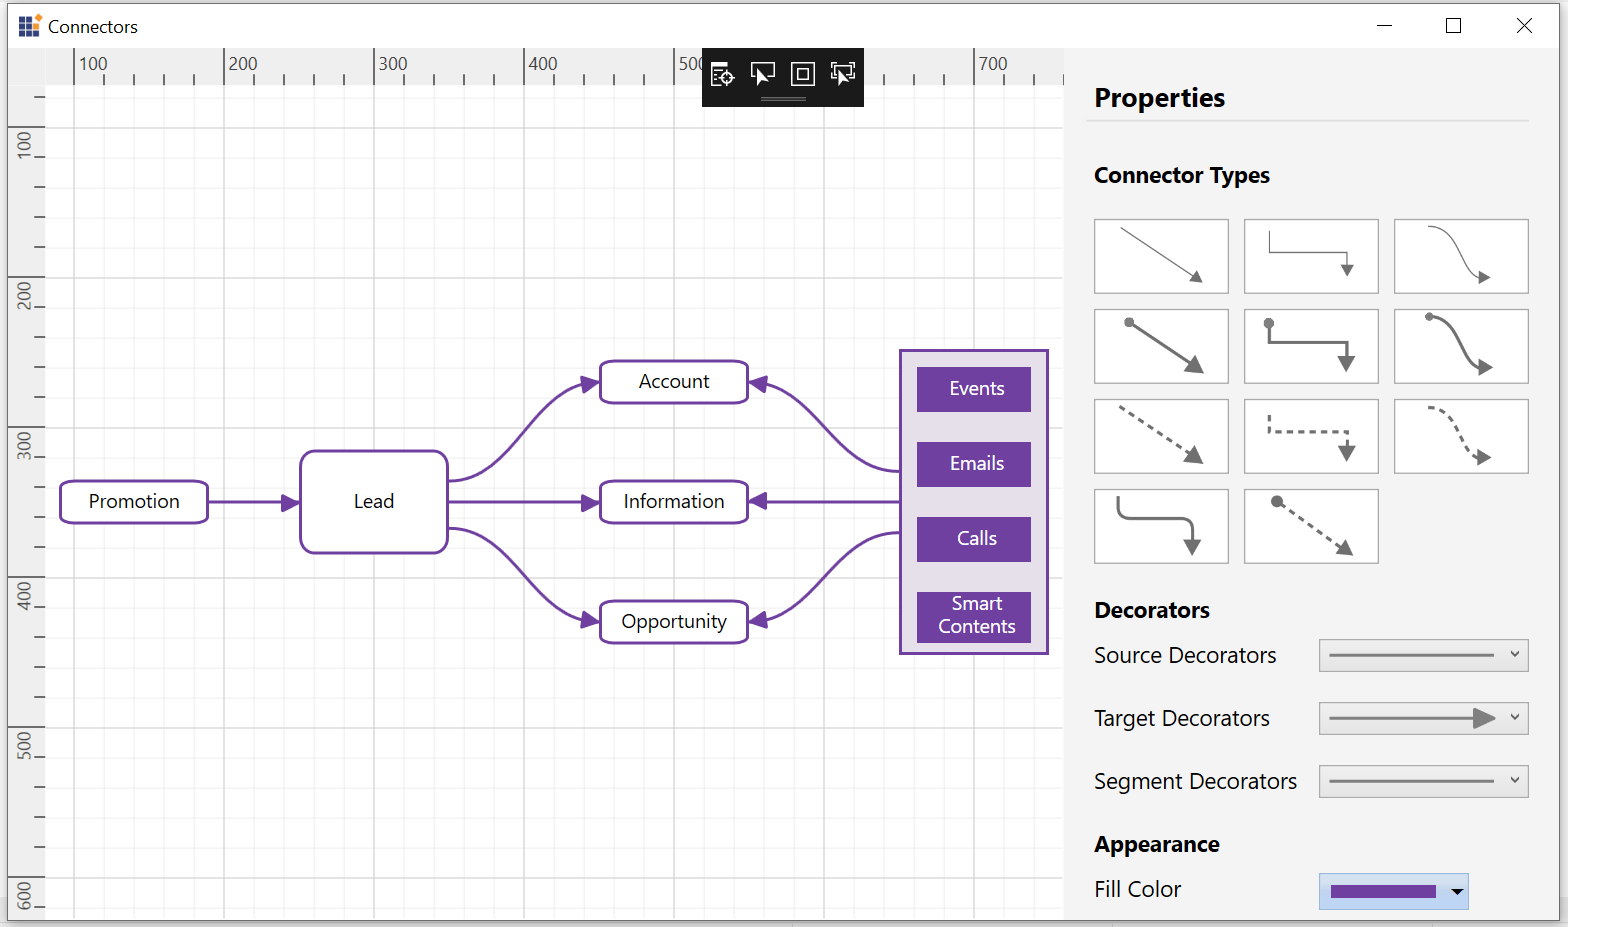 Connectors
100
200
300
400
500
700
100
200
300
400
500
600
Account
Promotion
Lead
Information
Opportunity
Events
Emails
Calls
Smart
Contents
Properties
Connector Types
Decorators
Source Decorators
Target Decorators
Segment Decorators
Appearance
Fill Color